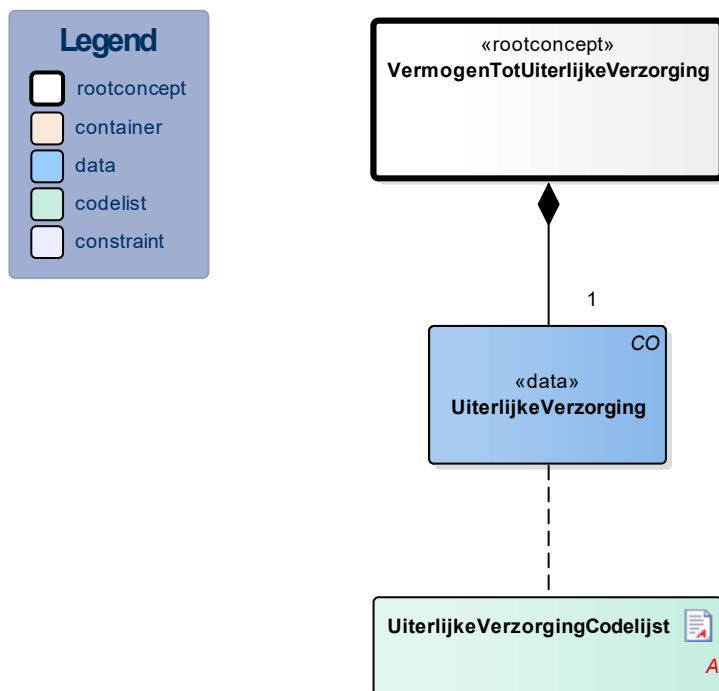 Legend
rootconcept
container
data
codelist
constraint
«rootconcept»
VermogenTotUiterlijkeVerzorging
1
CO
«data»
UiterlijkeVerzorging
UiterlijkeVerzorgingCodelijst
A